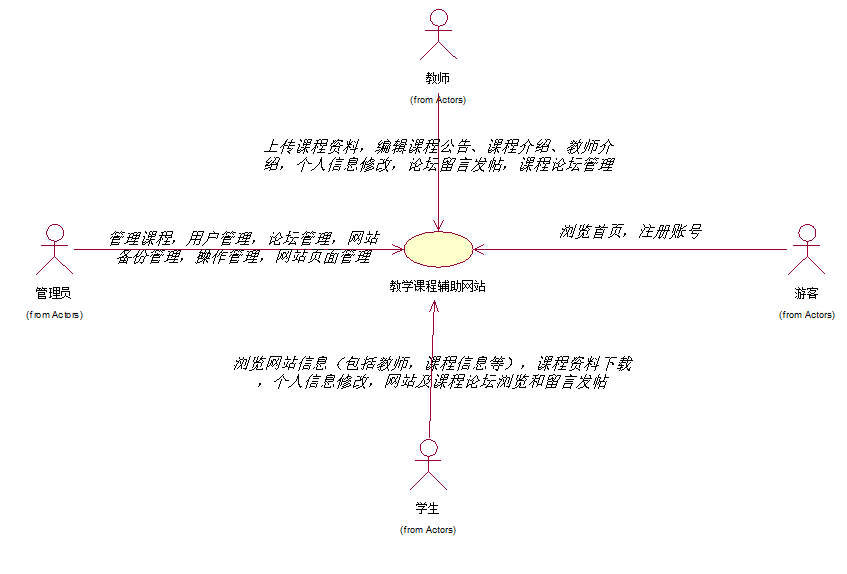 教师
(from Actors)
上传课程资料，编辑课程公告、课程介绍、教师介
绍，个人信息修改，论坛留言发帖，课程论坛管理
管理课程，用户管理，论坛管理，网站
备份管理，操作管理，网站页面管理
浏览首页，注册账号
管理员
(from Actors)
教学课程辅助网站
游客
(from Actors)
浏览网站信息（包括教师，课程信息等），课程资料下载
，个人信息修改，网站及课程论坛浏览和留言发帖
学生
(from Actors)